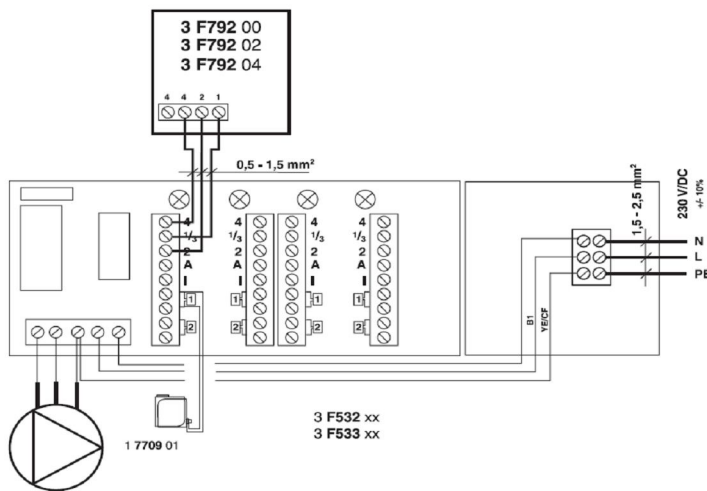 3 F792 00
3 F792 02
3 F792 04
4 4 2 1
0,5 - 1,5 mm²
1,5 - 2,5 mm²
230 V/DC
+/- 10%
4 4 4 4
1/3 1/3 1/3 1/3
2 2 2 2
A A A A
I I I I
1 1 1 1
2 2 2 2
N
L
PE
B1
YE/CF
3 F532 xx
3 F533 xx
1 7709 01